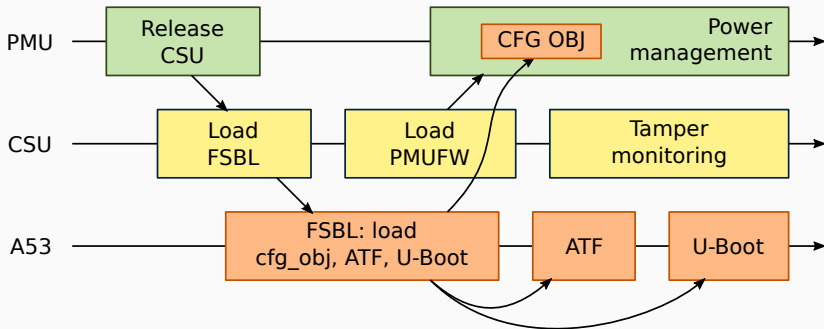 PMU
Release
CSU
CFG OBJ
Power
management
CSU
Load
FSBL
Load
PMUFW
Tamper
monitoring
A53
FSBL: load
cfg_obj, ATF, U-Boot
ATF
U-Boot